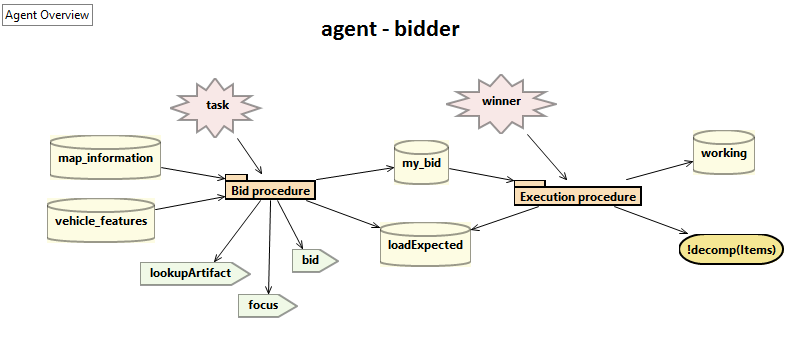 Agent Overview
agent - bidder
task
winner
map_information
my_bid
working
Bid procedure
Execution procedure
vehicle_features
loadExpected
!decomp(Items)
bid
lookupArtifact
focus